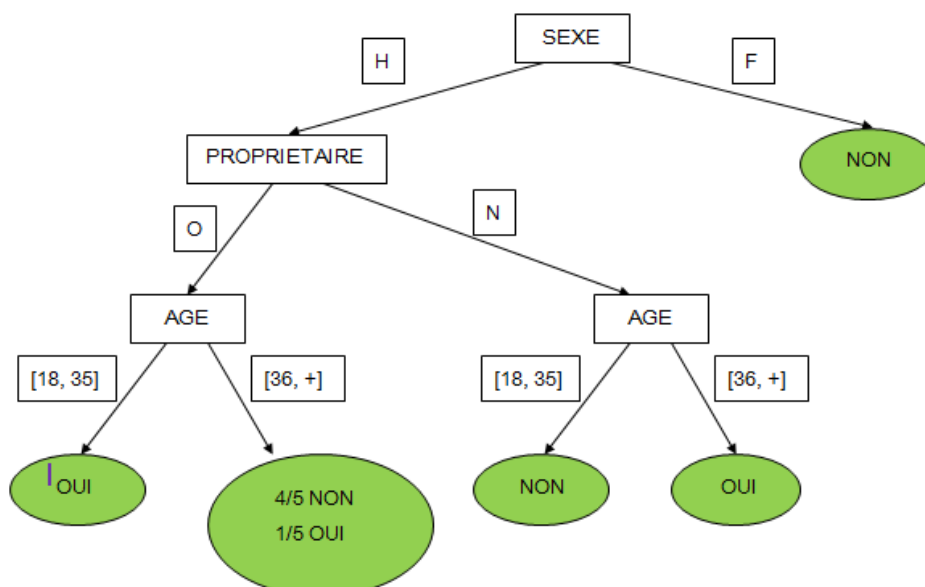 SEXE
H
F
PROPRIETAIRE
NON
O
N
AGE
AGE
[18, 35]
[36, +]
[18, 35]
[36, +]
OUI
4/5 NON
1/5 OUI
NON
OUI